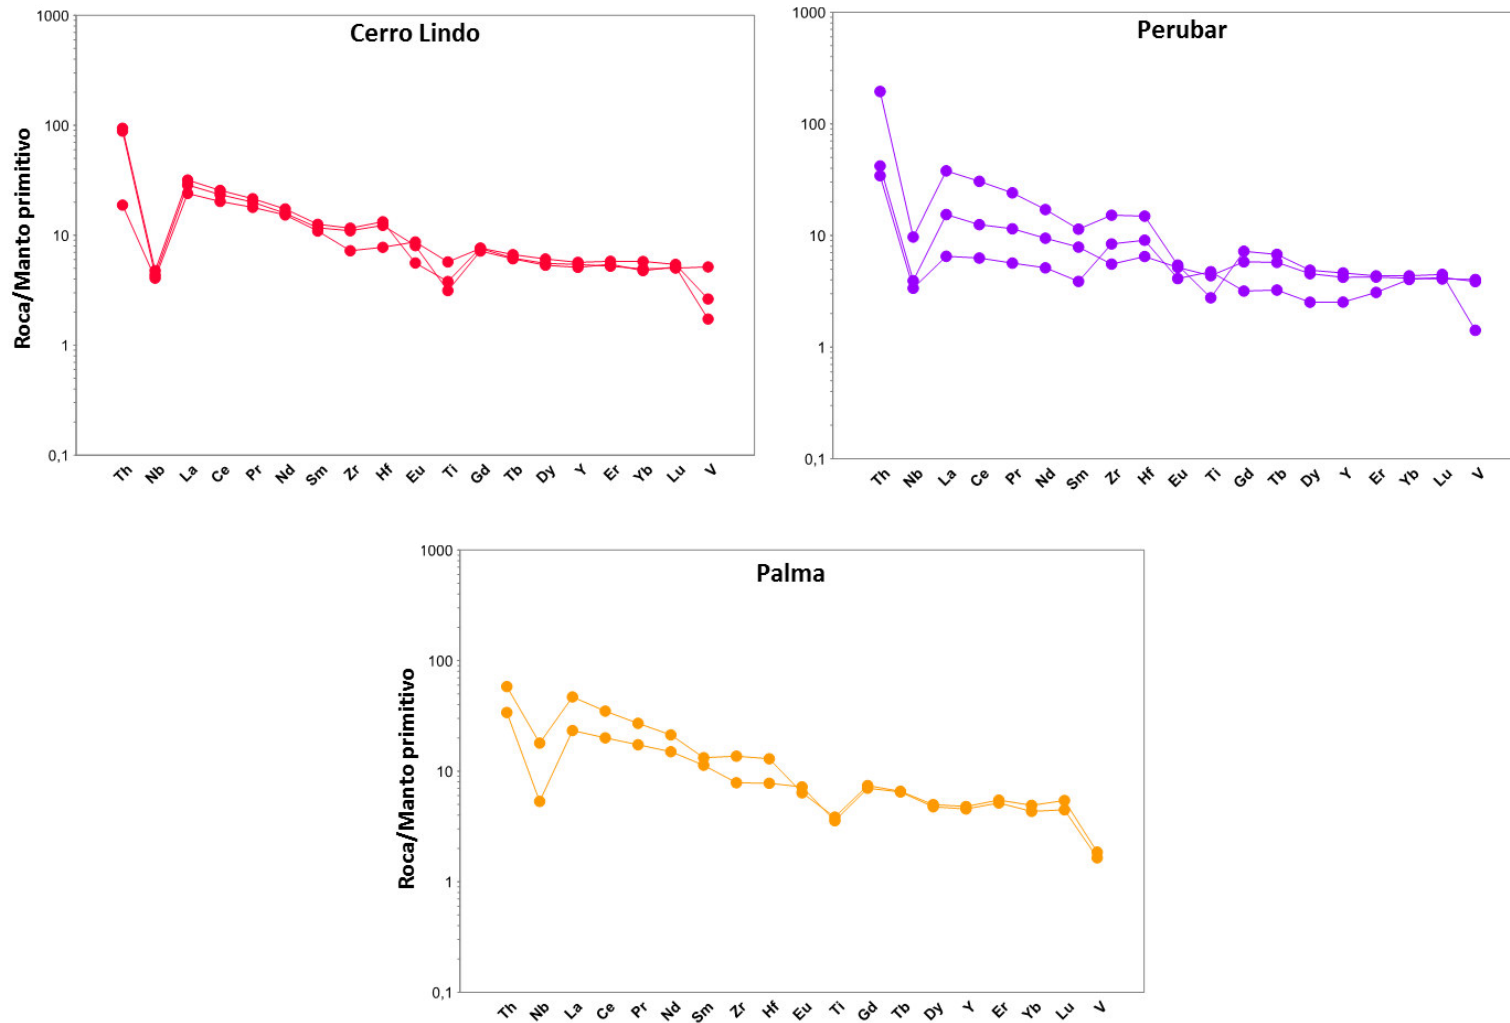 Cerro Lindo
1000
100
10
1
0,1
Roca/Manto primitivo
Th Nb La Ce Pr Nd Sm Zr Hf Eu Ti Gd Tb Dy Y Er Yb Lu V
Perubar
1000
100
10
1
0,1
Th Nb La Ce Pr Nd Sm Zr Hf Eu Ti Gd Tb Dy Y Er Yb Lu V
Palma
1000
100
10
1
0,1
Roca/Manto primitivo
Th Nb La Ce Pr Nd Sm Zr Hf Eu Ti Gd Tb Dy Y Er Yb Lu V